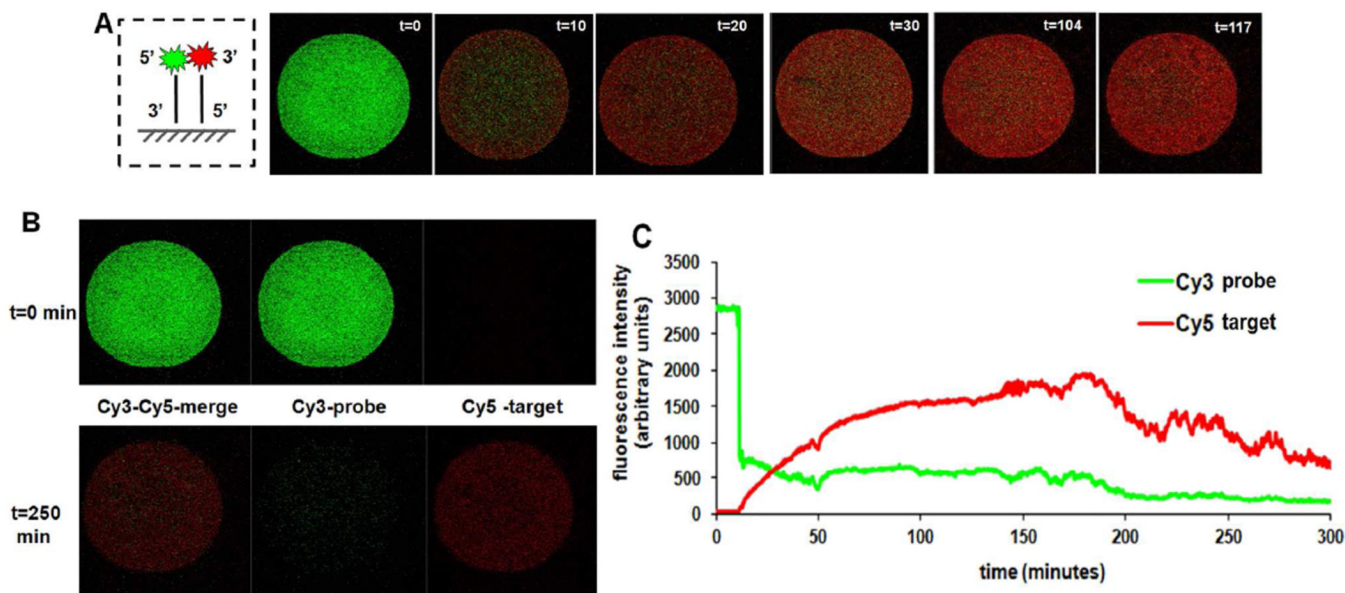 A
5’ 3’
3’ 5’
t=0
t=10
t=20
t=30
t=104
t=117
B
t=0 min
Cy3-Cy5-merge
Cy3-probe
Cy5 -target
t=250
min
C
fluorescence intensity
(arbitrary units)
3500
3000
2500
2000
1500
1000
500
0
0 50 100 150 200 250 300
time (minutes)
Cy3 probe
Cy5 target